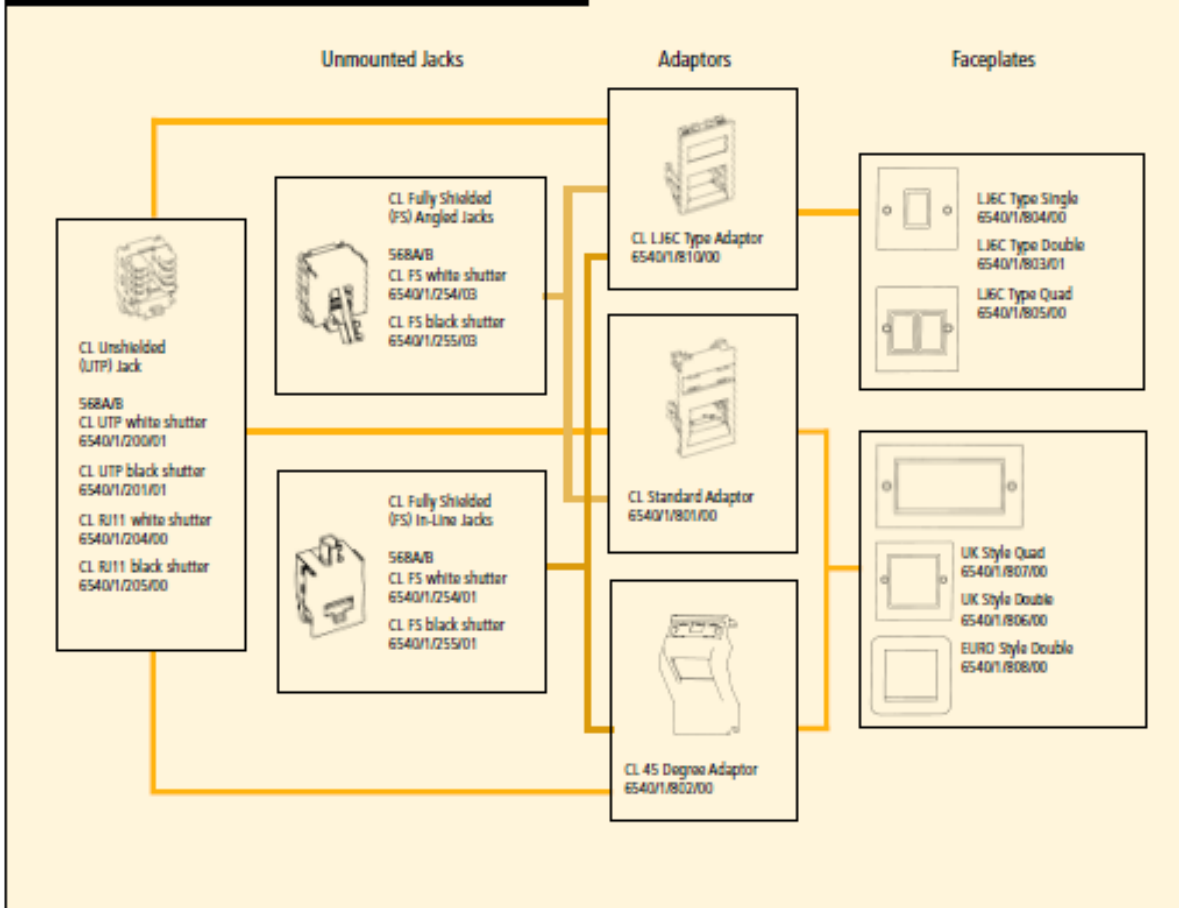 Unmounted Jacks
Adaptors
Faceplates
CL Unshielded
(UTP) Jack
568A/B
CL UTP white shutter
6540/1/200/01
CL UTP black shutter
6540/1/201/01
CL RJ11 white shutter
6540/1/204/00
CL RJ11 black shutter
6540/1/205/00
CL Fully Shielded
(FS) Angled Jacks
568A/B
CL FS white shutter
6540/1/254/03
CL FS black shutter
6540/1/255/03
CL Fully Shielded
(FS) In-Line Jacks
568A/B
CL FS white shutter
6540/1/254/01
CL FS black shutter
6540/1/255/01
CL LJ6C Type Adaptor
6540/1/810/00
CL Standard Adaptor
6540/1/801/00
CL 45 Degree Adaptor
6540/1/802/00
LJ6C Type Single
6540/1/804/00
LJ6C Type Double
6540/1/803/01
LJ6C Type Quad
6540/1/805/00
UK Style Quad
6540/1/807/00
UK Style Double
6540/1/806/00
EURO Style Double
6540/1/808/00